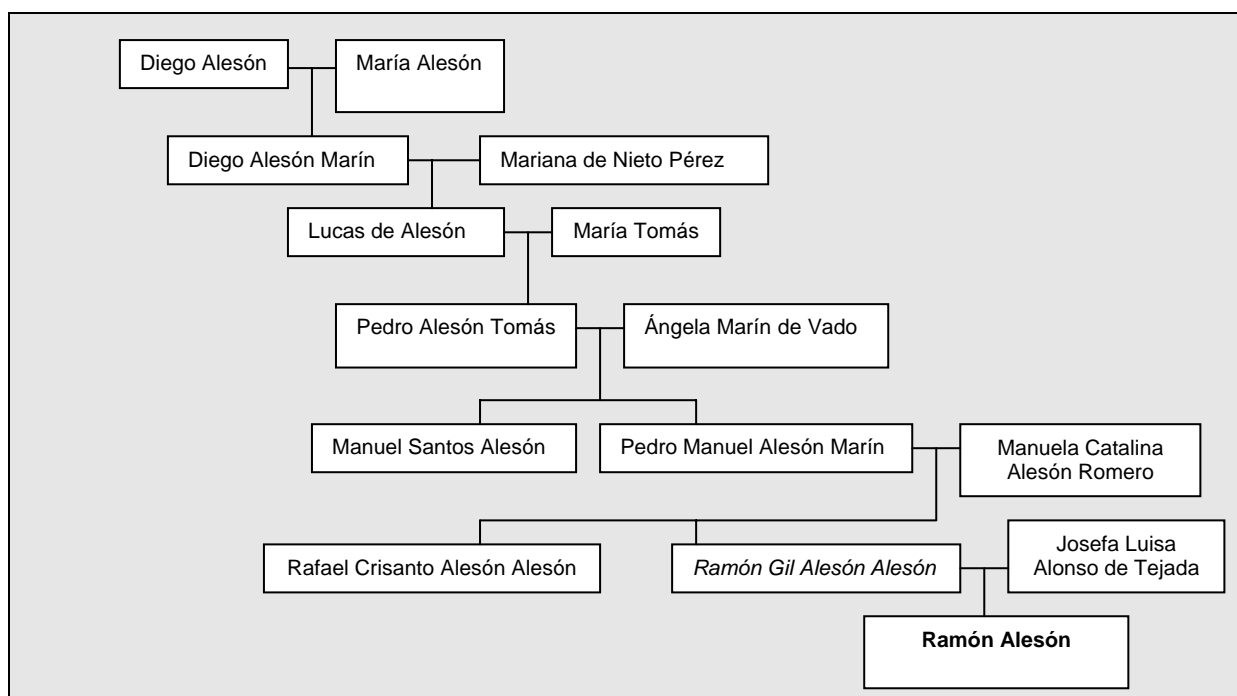 Diego Alesón
María Alesón
Diego Alesón Marín
Mariana de Nieto Pérez
Lucas de Alesón
María Tomás
Pedro Alesón Tomás
Ángela Marín de Vado
Manuel Santos Alesón
Pedro Manuel Alesón Marín
Manuela Catalina
Alesón Romero
Rafael Crisanto Alesón Alesón
Ramón Gil Alesón Alesón
Josefa Luisa
Alonso de Tejada
Ramón Alesón